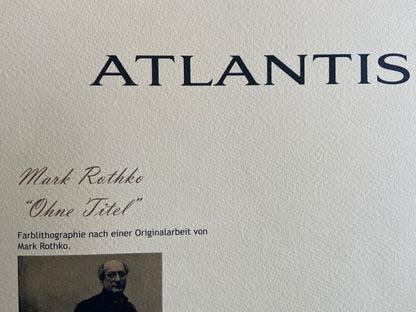 ATLANTIS
Mark Rothko
“Ohne Titel”
Farblithographie nach einer Originalarbeit von
Mark Rothko.